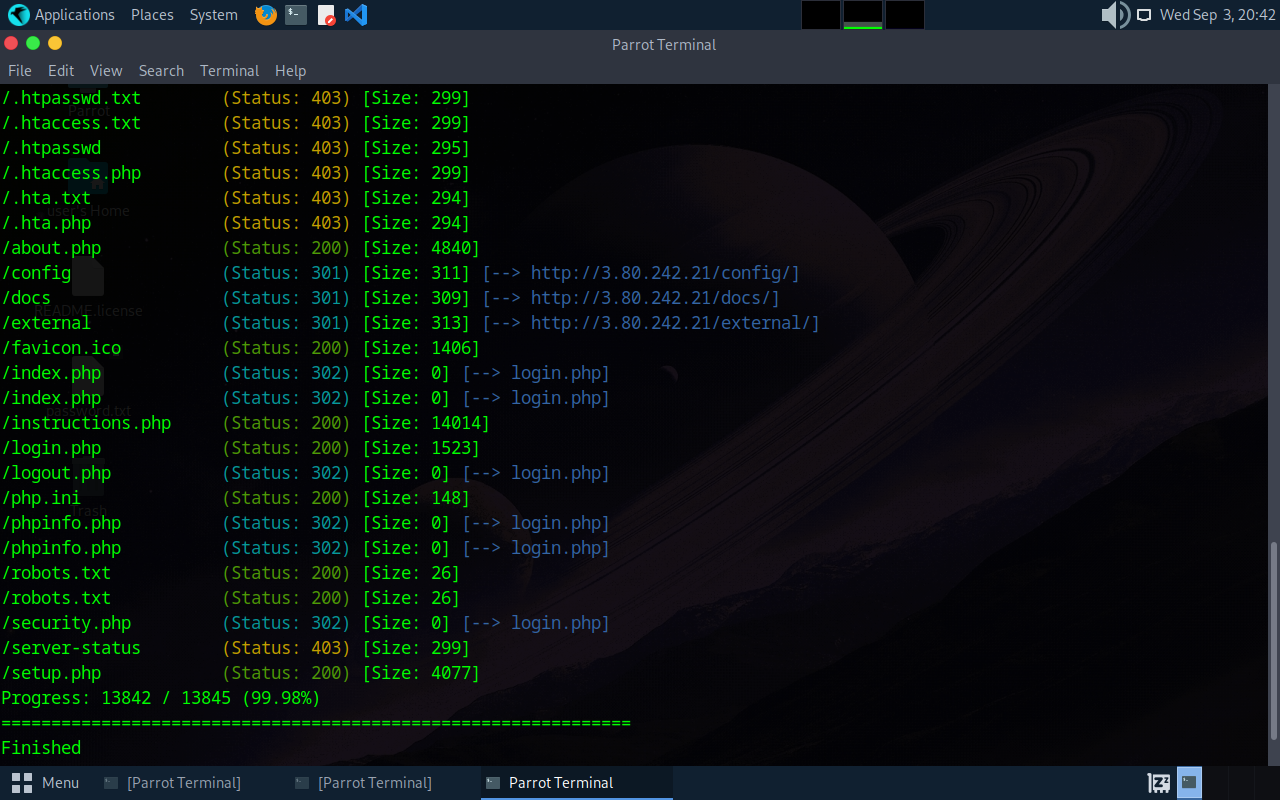 Applications Places System Wed Sep 3, 20:42
Parrot Terminal
File Edit View Search Terminal Help
/.htpasswd.txt (Status: 403) [Size: 299]
Parrot
/.htaccess.txt (Status: 403) [Size: 299]
/.htpasswd (Status: 403) [Size: 295]
/.htaccess.php (Status: 403) [Size: 299]
/.hta.txt (Status: 403) [Size: 294]
user's Home
/.hta.php (Status: 403) [Size: 294]
/about.php (Status: 200) [Size: 4840]
/config (Status: 301) [Size: 311] [--> http://3.80.242.21/config/]
/docs (Status: 301) [Size: 309] [--> http://3.80.242.21/docs/]
README.license
/external (Status: 301) [Size: 313] [--> http://3.80.242.21/external/]
/favicon.ico (Status: 200) [Size: 1406]
/index.php (Status: 302) [Size: 0] [--> login.php]
/index.php (Status: 302) [Size: 0] [--> login.php]
password.txt
/instructions.php (Status: 200) [Size: 14014]
/login.php (Status: 200) [Size: 1523]
/logout.php (Status: 302) [Size: 0] [--> login.php]
/php.ini (Status: 200) [Size: 148]
Trash
/phpinfo.php (Status: 302) [Size: 0] [--> login.php]
/phpinfo.php (Status: 302) [Size: 0] [--> login.php]
/robots.txt (Status: 200) [Size: 26]
/robots.txt (Status: 200) [Size: 26]
/security.php (Status: 302) [Size: 0] [--> login.php]
/server-status (Status: 403) [Size: 299]
/setup.php (Status: 200) [Size: 4077]
Progress: 13842 / 13845 (99.98%)
===============================================================
Finished
Menu [Parrot Terminal] [Parrot Terminal] Parrot Terminal